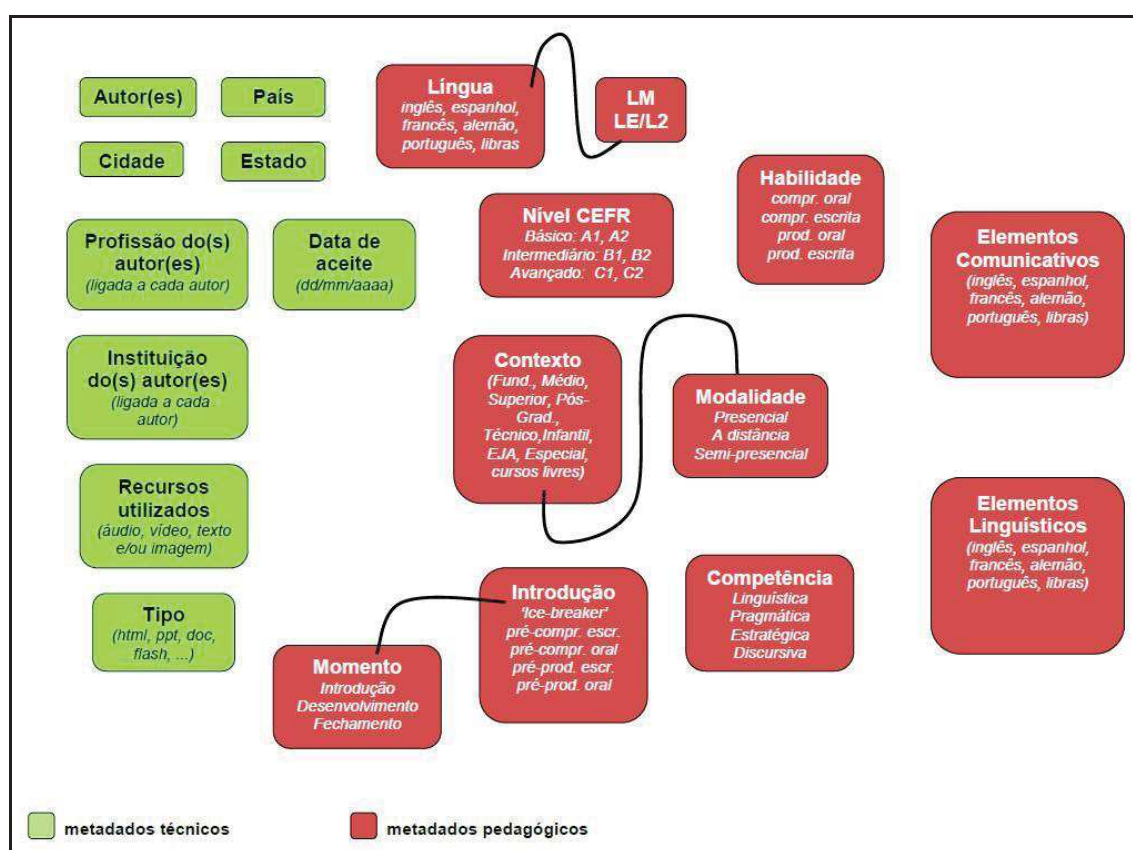 Autor(es)
País
Cidade
Estado
Profissão do(s)
autor(es)
(ligada a cada autor)
Data de
aceite
(dd/mm/aaaa)
Instituição
do(s) autor(es)
(ligada a cada
autor)
Recursos
utilizados
(áudio, vídeo, texto
e/ou imagem)
Tipo
(html, ppt, doc,
flash, ...)
Língua
inglês, espanhol,
francês, alemão,
português, libras
LM
LE/L2
Nível CEFR
Básico: A1, A2
Intermediário: B1, B2
Avançado: C1, C2
Habilidade
compr. oral
compr. escrita
prod. oral
prod. escrita
Elementos
Comunicativos
(inglês, espanhol,
francês, alemão,
português, libras)
Contexto
(Fund., Médio,
Superior, Pós-
Grad.,
Técnico,Infantil,
EJA, Especial,
cursos livres)
Modalidade
Presencial
A distância
Semi-presencial
Elementos
Linguísticos
(inglês, espanhol,
francês, alemão,
português, libras)
Momento
Introdução
Desenvolvimento
Fechamento
Introdução
'Ice-breaker'
pré-compr. escr.
pré-compr. oral
pré-prod. escr.
pré-prod. oral
Competência
Linguística
Pragmática
Estratégica
Discursiva
metadados técnicos
metadados pedagógicos